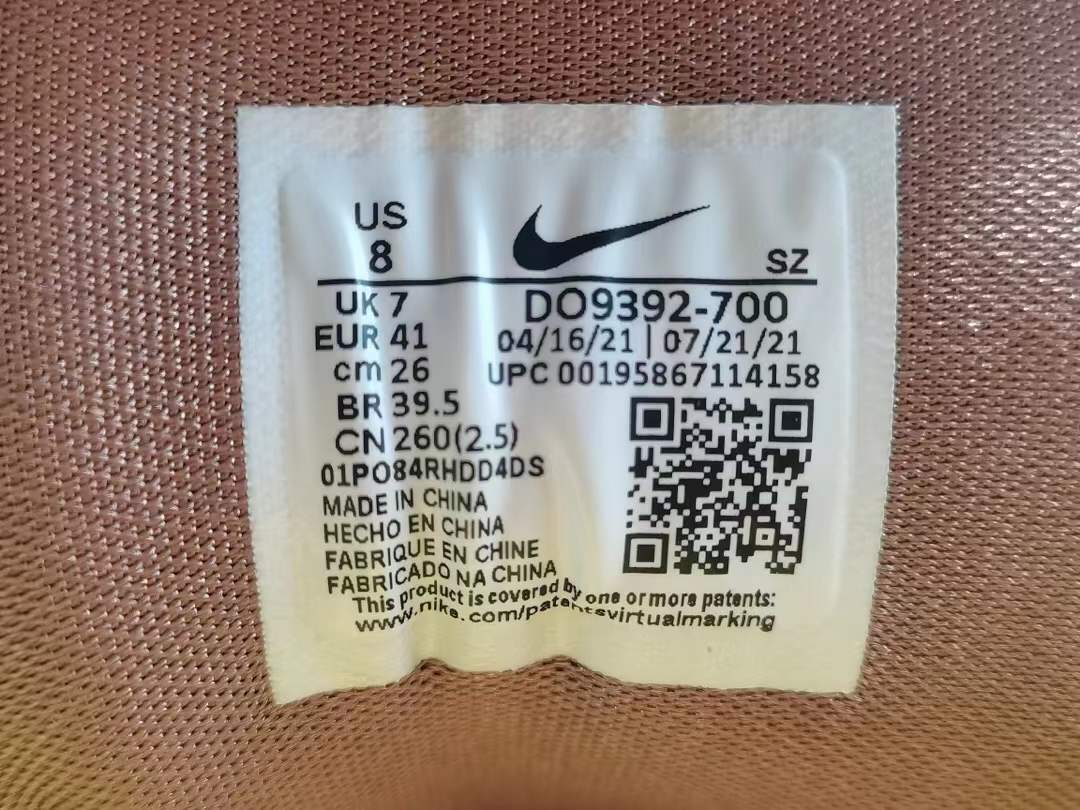 US
8
SZ
UK 7
DO9392-700
EUR 41
04/16/21 | 07/21/21
cm 26
UPC 00195867114158
BR 39.5
CN 260(2.5)
01PO84RHDD4DS
MADE IN CHINA
HECHO EN CHINA
FABRIQUE EN CHINE
FABRICADO NA CHINA
This product is covered by one or more patents:
www.nike.com/patentsvirtualmarking